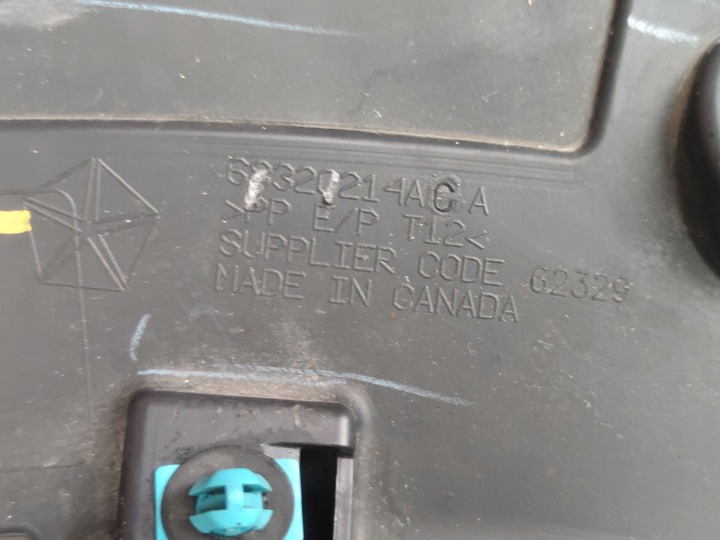 68320214AC A
>PP E/P T12<
SUPPLIER CODE 62329
MADE IN CANADA